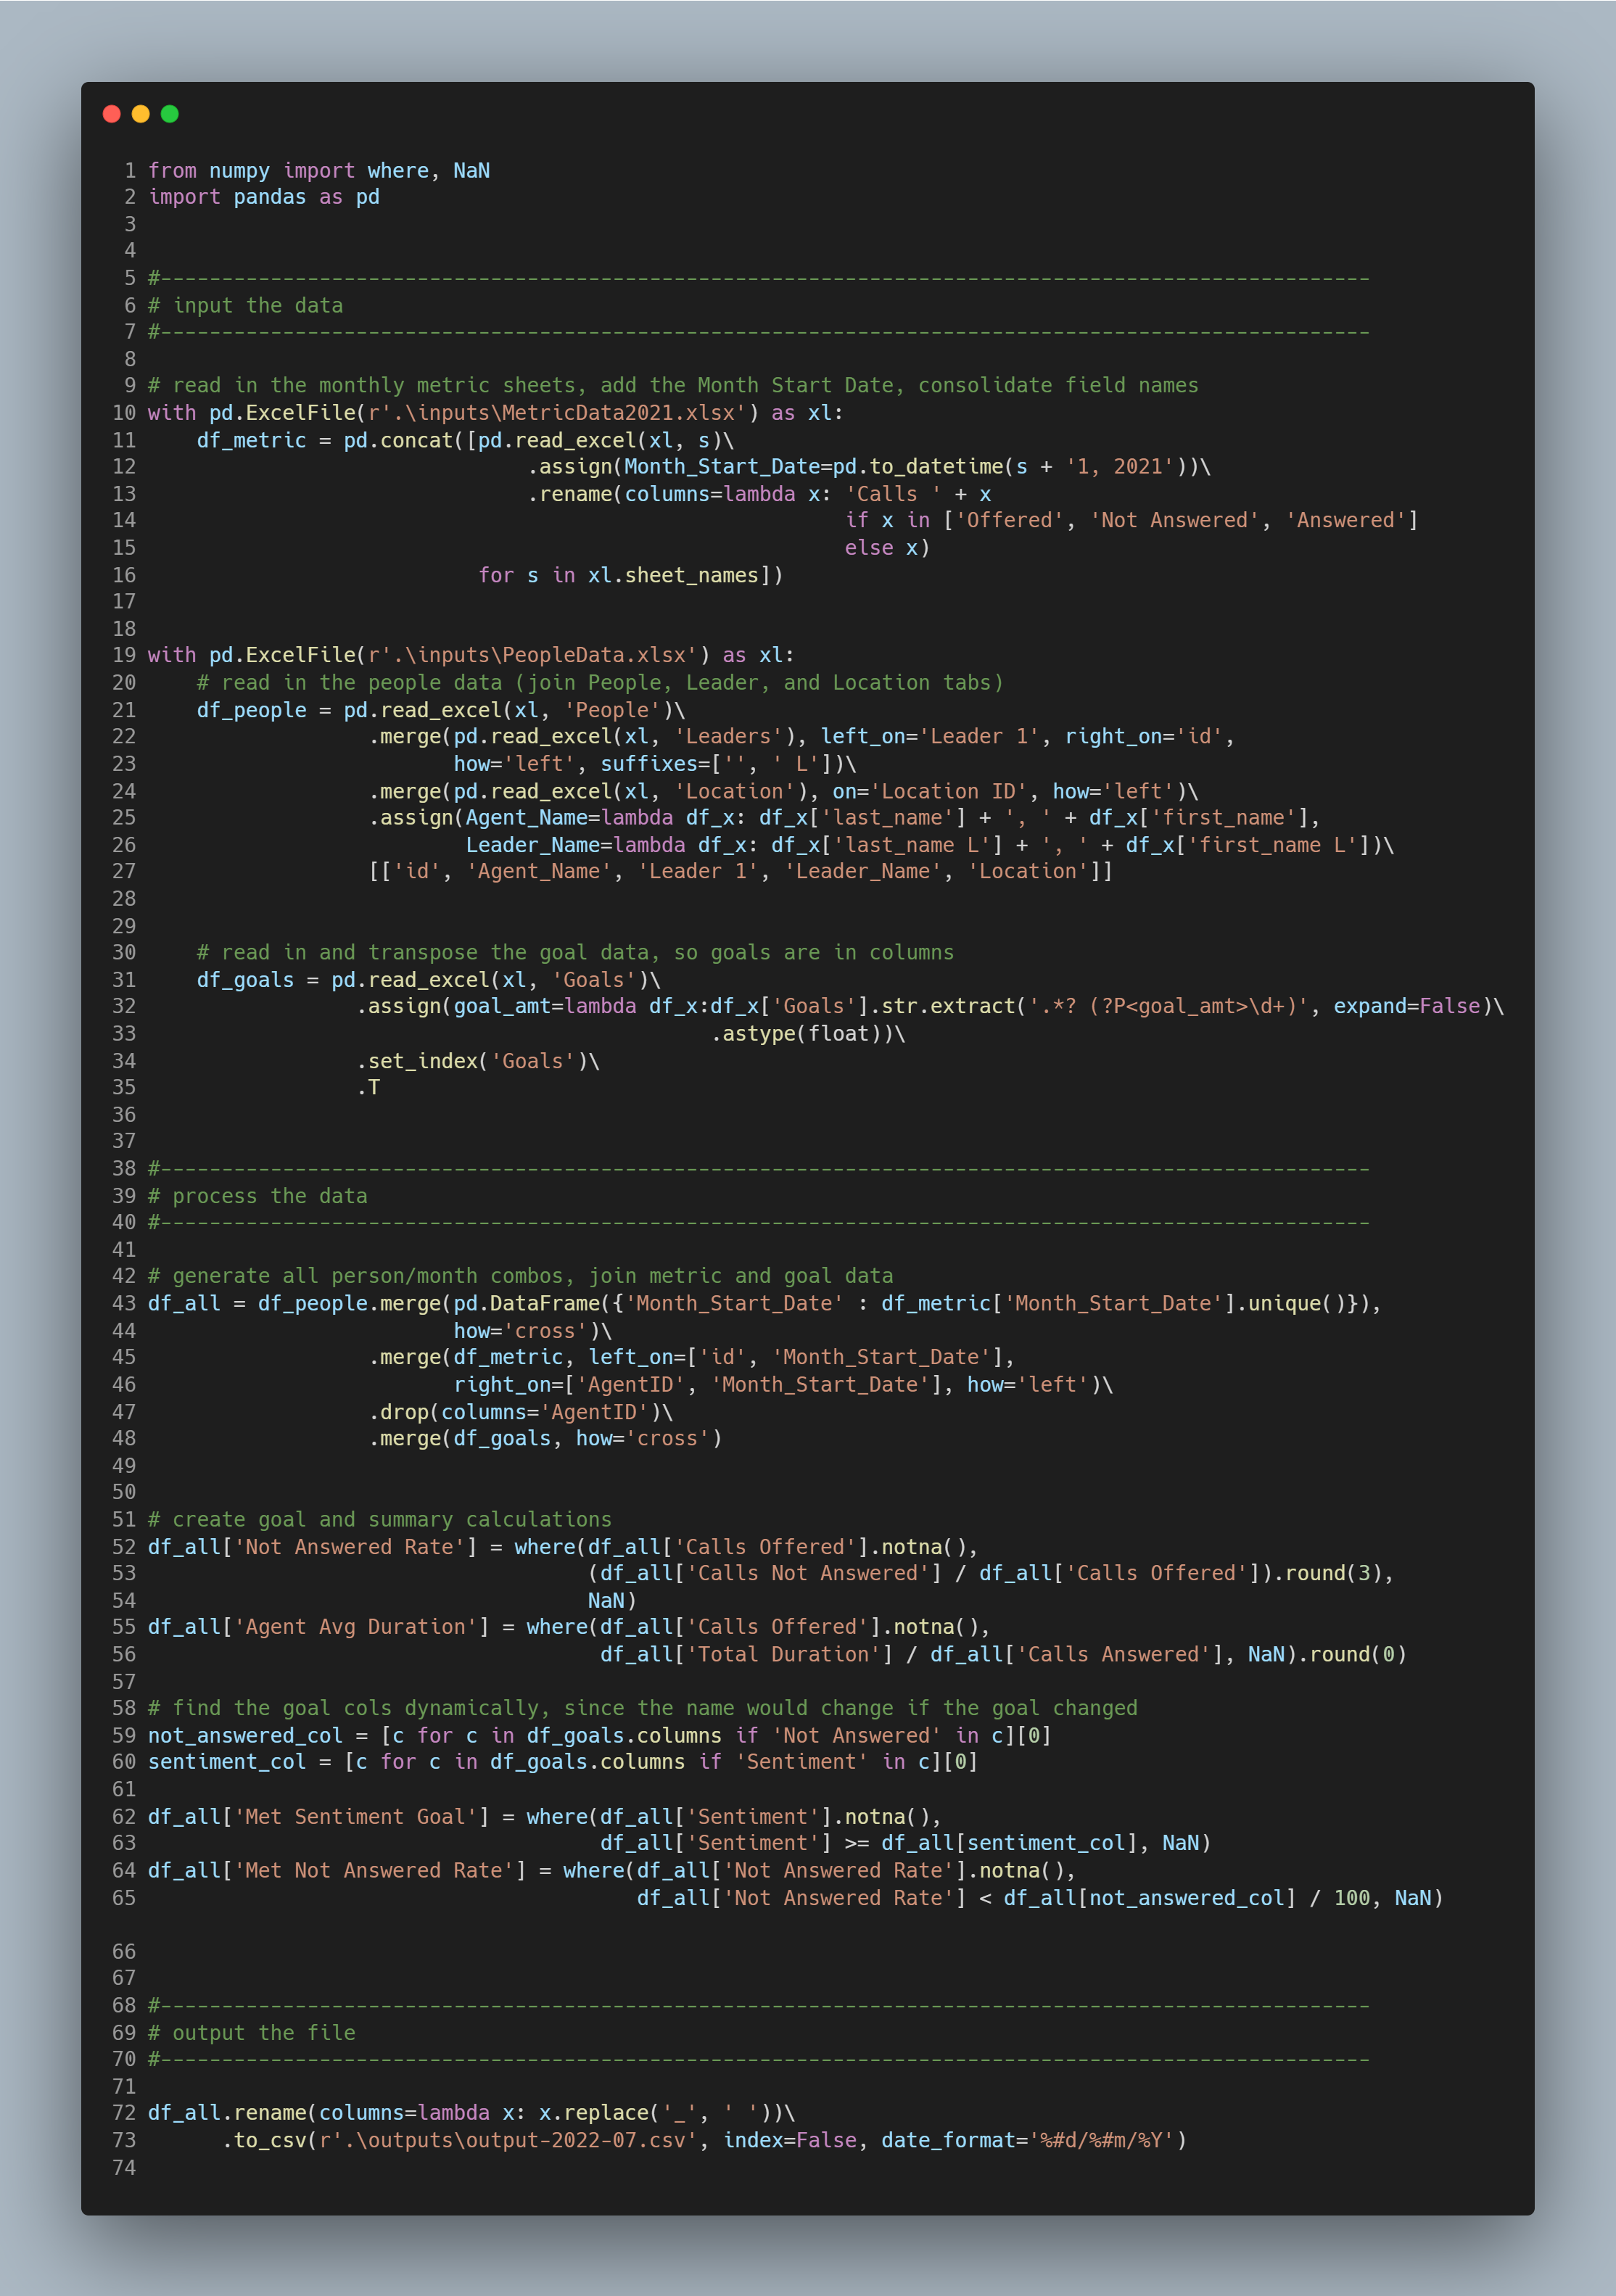 1 from numpy import where, NaN
2 import pandas as pd
3
4
5 #---------------------------------------------------------------------------------------------------
6 # input the data
7 #---------------------------------------------------------------------------------------------------
8
9 # read in the monthly metric sheets, add the Month Start Date, consolidate field names
10 with pd.ExcelFile(r'.\inputs\MetricData2021.xlsx') as xl:
11     df_metric = pd.concat([pd.read_excel(xl, s)\
12                                .assign(Month_Start_Date=pd.to_datetime(s + '1, 2021'))\
13                                .rename(columns=lambda x: 'Calls ' + x
14                                                          if x in ['Offered', 'Not Answered', 'Answered']
15                                                          else x)
16                            for s in xl.sheet_names])
17
18
19 with pd.ExcelFile(r'.\inputs\PeopleData.xlsx') as xl:
20     # read in the people data (join People, Leader, and Location tabs)
21     df_people = pd.read_excel(xl, 'People')\
22                   .merge(pd.read_excel(xl, 'Leaders'), left_on='Leader 1', right_on='id',
23                          how='left', suffixes=['', ' L'])\
24                   .merge(pd.read_excel(xl, 'Location'), on='Location ID', how='left')\
25                   .assign(Agent_Name=lambda df_x: df_x['last_name'] + ', ' + df_x['first_name'],
26                           Leader_Name=lambda df_x: df_x['last_name L'] + ', ' + df_x['first_name L'])\
27                   [['id', 'Agent_Name', 'Leader 1', 'Leader_Name', 'Location']]
28
29
30     # read in and transpose the goal data, so goals are in columns
31     df_goals = pd.read_excel(xl, 'Goals')\
32                  .assign(goal_amt=lambda df_x:df_x['Goals'].str.extract('.*? (?P<goal_amt>\d+)', expand=False)\
33                                               .astype(float))\
34                  .set_index('Goals')\
35                  .T
36
37
38 #---------------------------------------------------------------------------------------------------
39 # process the data
40 #---------------------------------------------------------------------------------------------------
41
42 # generate all person/month combos, join metric and goal data
43 df_all = df_people.merge(pd.DataFrame({'Month_Start_Date' : df_metric['Month_Start_Date'].unique()}),
44                          how='cross')\
45                   .merge(df_metric, left_on=['id', 'Month_Start_Date'],
46                          right_on=['AgentID', 'Month_Start_Date'], how='left')\
47                   .drop(columns='AgentID')\
48                   .merge(df_goals, how='cross')
49
50
51 # create goal and summary calculations
52 df_all['Not Answered Rate'] = where(df_all['Calls Offered'].notna(),
53                                     (df_all['Calls Not Answered'] / df_all['Calls Offered']).round(3),
54                                     NaN)
55 df_all['Agent Avg Duration'] = where(df_all['Calls Offered'].notna(),
56                                      df_all['Total Duration'] / df_all['Calls Answered'], NaN).round(0)
57
58 # find the goal cols dynamically, since the name would change if the goal changed
59 not_answered_col = [c for c in df_goals.columns if 'Not Answered' in c][0]
60 sentiment_col = [c for c in df_goals.columns if 'Sentiment' in c][0]
61
62 df_all['Met Sentiment Goal'] = where(df_all['Sentiment'].notna(),
63                                      df_all['Sentiment'] >= df_all[sentiment_col], NaN)
64 df_all['Met Not Answered Rate'] = where(df_all['Not Answered Rate'].notna(),
65                                         df_all['Not Answered Rate'] < df_all[not_answered_col] / 100, NaN)
66
67
68 #---------------------------------------------------------------------------------------------------
69 # output the file
70 #---------------------------------------------------------------------------------------------------
71
72 df_all.rename(columns=lambda x: x.replace('_', ' '))\
73       .to_csv(r'.\outputs\output-2022-07.csv', index=False, date_format='%#d/%#m/%Y')
74